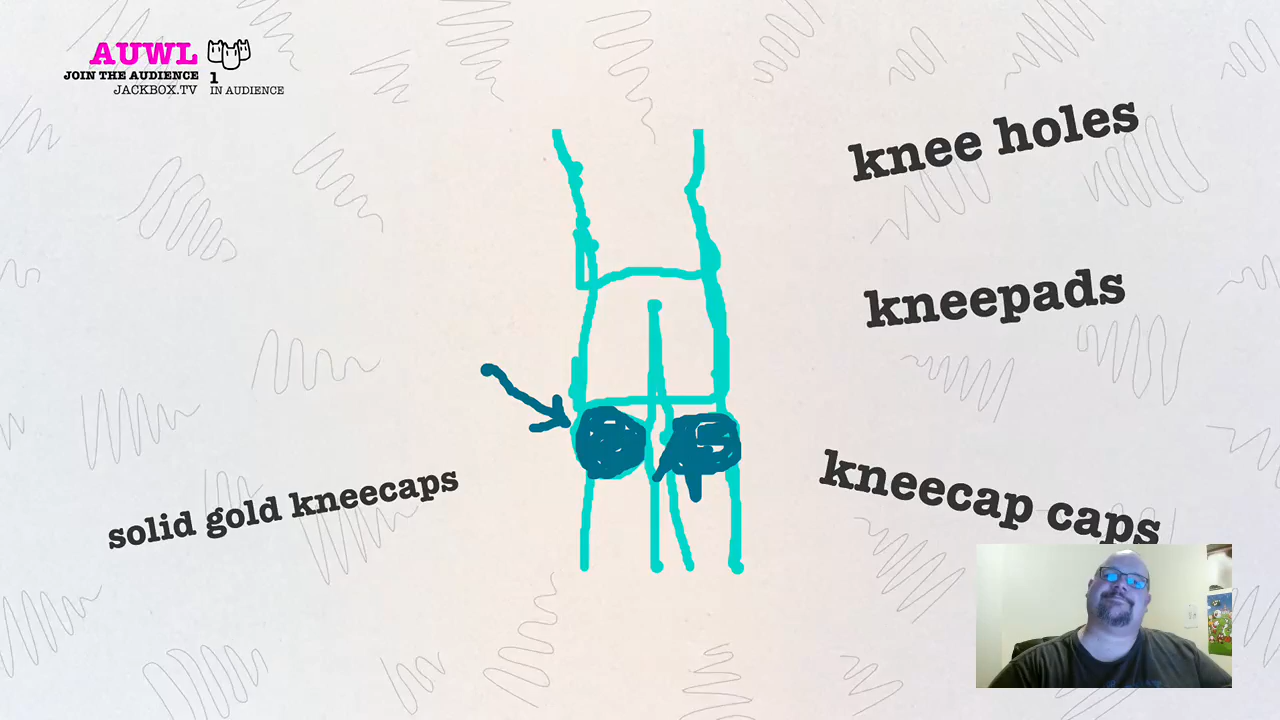 AUWL
JOIN THE AUDIENCE
JACKBOX.TV
1
IN AUDIENCE
knee holes
kneepads
kneecap caps
solid gold kneecaps